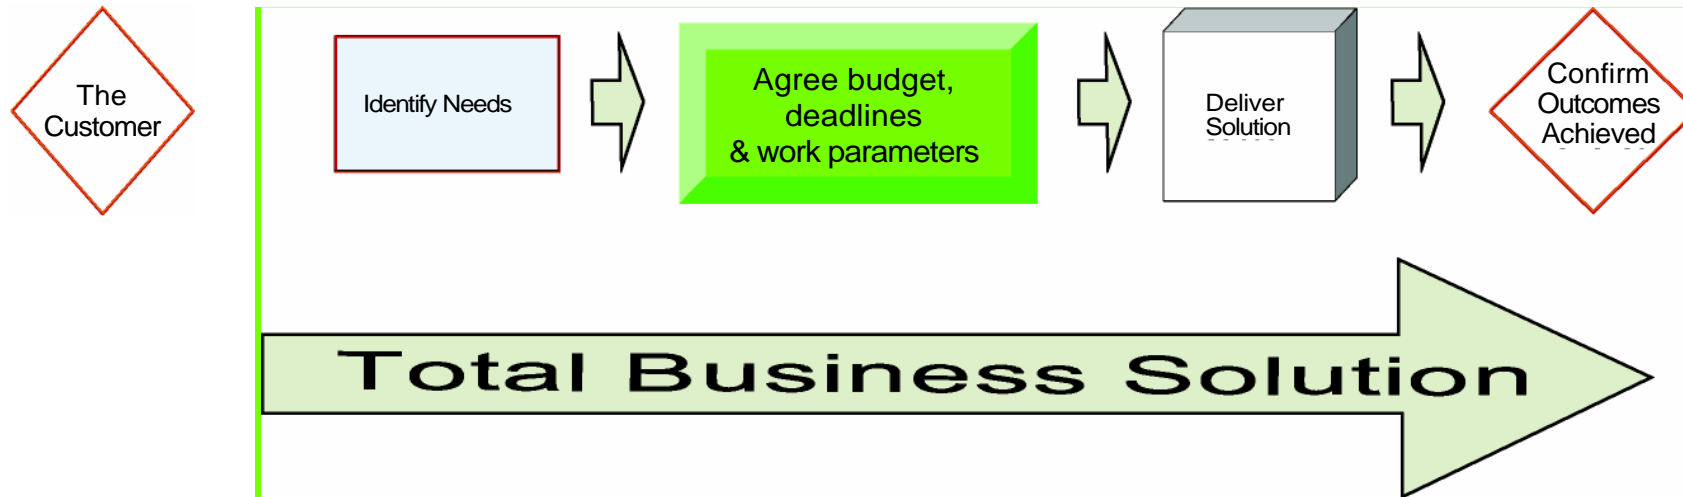 The
Customer
Identify Needs
Agree budget,
deadlines
& work parameters
Deliver
Solution
Confirm
Outcomes
Achieved
Total Business Solution